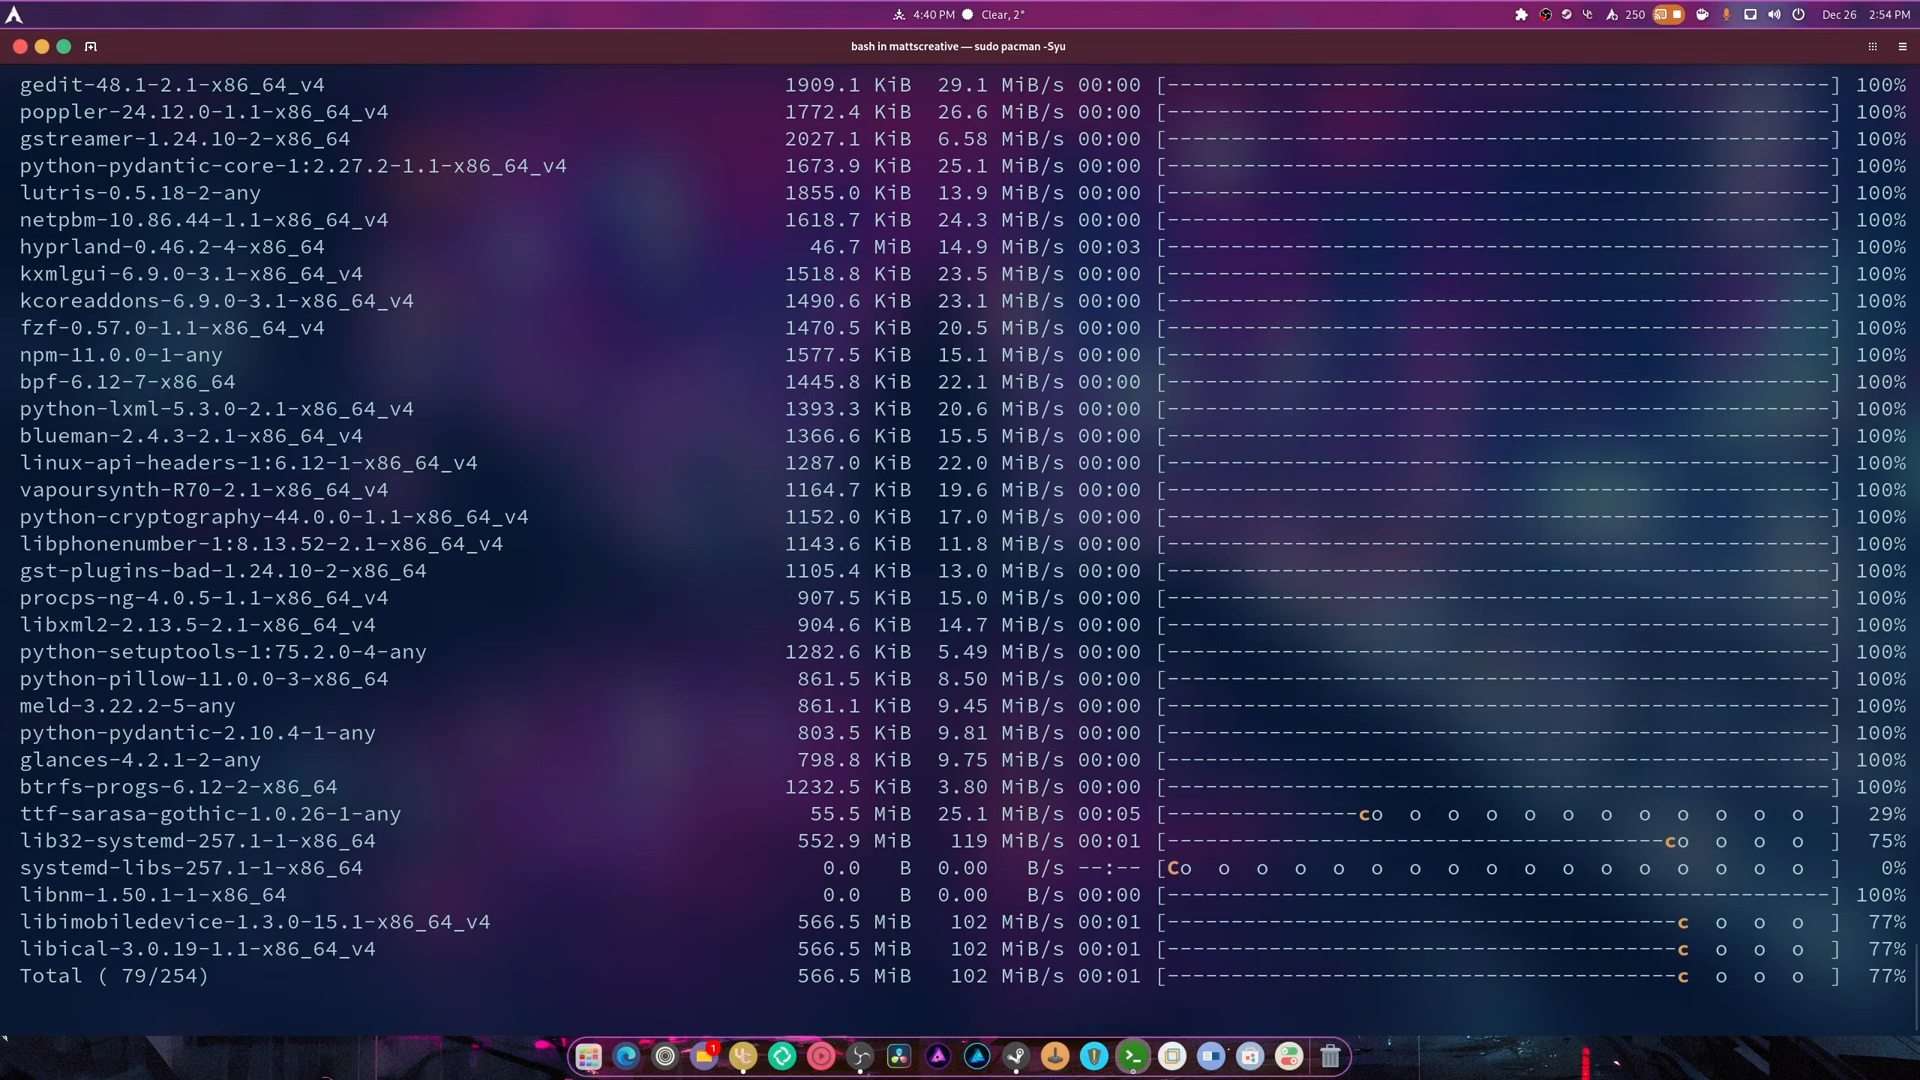 4:40 PM Clear, 2° 250 Dec 26 2:54 PM
bash in mattscreative — sudo pacman -Syu
gedit-48.1-2.1-x86_64_v4 1909.1 KiB 29.1 MiB/s 00:00 [----------------------------------------------------] 100%
poppler-24.12.0-1.1-x86_64_v4 1772.4 KiB 26.6 MiB/s 00:00 [----------------------------------------------------] 100%
gstreamer-1.24.10-2-x86_64 2027.1 KiB 6.58 MiB/s 00:00 [----------------------------------------------------] 100%
python-pydantic-core-1:2.27.2-1.1-x86_64_v4 1673.9 KiB 25.1 MiB/s 00:00 [----------------------------------------------------] 100%
lutris-0.5.18-2-any 1855.0 KiB 13.9 MiB/s 00:00 [----------------------------------------------------] 100%
netpbm-10.86.44-1.1-x86_64_v4 1618.7 KiB 24.3 MiB/s 00:00 [----------------------------------------------------] 100%
hyprland-0.46.2-4-x86_64 46.7 MiB 14.9 MiB/s 00:03 [----------------------------------------------------] 100%
kxmlgui-6.9.0-3.1-x86_64_v4 1518.8 KiB 23.5 MiB/s 00:00 [----------------------------------------------------] 100%
kcoreaddons-6.9.0-3.1-x86_64_v4 1490.6 KiB 23.1 MiB/s 00:00 [----------------------------------------------------] 100%
fzf-0.57.0-1.1-x86_64_v4 1470.5 KiB 20.5 MiB/s 00:00 [----------------------------------------------------] 100%
npm-11.0.0-1-any 1577.5 KiB 15.1 MiB/s 00:00 [----------------------------------------------------] 100%
bpf-6.12-7-x86_64 1445.8 KiB 22.1 MiB/s 00:00 [----------------------------------------------------] 100%
python-lxml-5.3.0-2.1-x86_64_v4 1393.3 KiB 20.6 MiB/s 00:00 [----------------------------------------------------] 100%
blueman-2.4.3-2.1-x86_64_v4 1366.6 KiB 15.5 MiB/s 00:00 [----------------------------------------------------] 100%
linux-api-headers-1:6.12-1-x86_64_v4 1287.0 KiB 22.0 MiB/s 00:00 [----------------------------------------------------] 100%
vapoursynth-R70-2.1-x86_64_v4 1164.7 KiB 19.6 MiB/s 00:00 [----------------------------------------------------] 100%
python-cryptography-44.0.0-1.1-x86_64_v4 1152.0 KiB 17.0 MiB/s 00:00 [----------------------------------------------------] 100%
libphonenumber-1:8.13.52-2.1-x86_64_v4 1143.6 KiB 11.8 MiB/s 00:00 [----------------------------------------------------] 100%
gst-plugins-bad-1.24.10-2-x86_64 1105.4 KiB 13.0 MiB/s 00:00 [----------------------------------------------------] 100%
procps-ng-4.0.5-1.1-x86_64_v4 907.5 KiB 15.0 MiB/s 00:00 [----------------------------------------------------] 100%
libxml2-2.13.5-2.1-x86_64_v4 904.6 KiB 14.7 MiB/s 00:00 [----------------------------------------------------] 100%
python-setuptools-1:75.2.0-4-any 1282.6 KiB 5.49 MiB/s 00:00 [----------------------------------------------------] 100%
python-pillow-11.0.0-3-x86_64 861.5 KiB 8.50 MiB/s 00:00 [----------------------------------------------------] 100%
meld-3.22.2-5-any 861.1 KiB 9.45 MiB/s 00:00 [----------------------------------------------------] 100%
python-pydantic-2.10.4-1-any 803.5 KiB 9.81 MiB/s 00:00 [----------------------------------------------------] 100%
glances-4.2.1-2-any 798.8 KiB 9.75 MiB/s 00:00 [----------------------------------------------------] 100%
btrfs-progs-6.12-2-x86_64 1232.5 KiB 3.80 MiB/s 00:00 [----------------------------------------------------] 100%
ttf-sarasa-gothic-1.0.26-1-any 55.5 MiB 25.1 MiB/s 00:05 [---------------co  o  o  o  o  o  o  o  o  o  o  o  ] 29%
lib32-systemd-257.1-1-x86_64 552.9 MiB 119 MiB/s 00:01 [---------------------------------------co  o  o  o  ] 75%
systemd-libs-257.1-1-x86_64 0.0 B 0.00 B/s --:-- [Co  o  o  o  o  o  o  o  o  o  o  o  o  o  o  o  o  ] 0%
libnm-1.50.1-1-x86_64 0.0 B 0.00 B/s 00:00 [----------------------------------------------------] 100%
libimobiledevice-1.3.0-15.1-x86_64_v4 566.5 MiB 102 MiB/s 00:01 [----------------------------------------c  o  o  o  ] 77%
libical-3.0.19-1.1-x86_64_v4 566.5 MiB 102 MiB/s 00:01 [----------------------------------------c  o  o  o  ] 77%
Total ( 79/254) 566.5 MiB 102 MiB/s 00:01 [----------------------------------------c  o  o  o  ] 77%
1